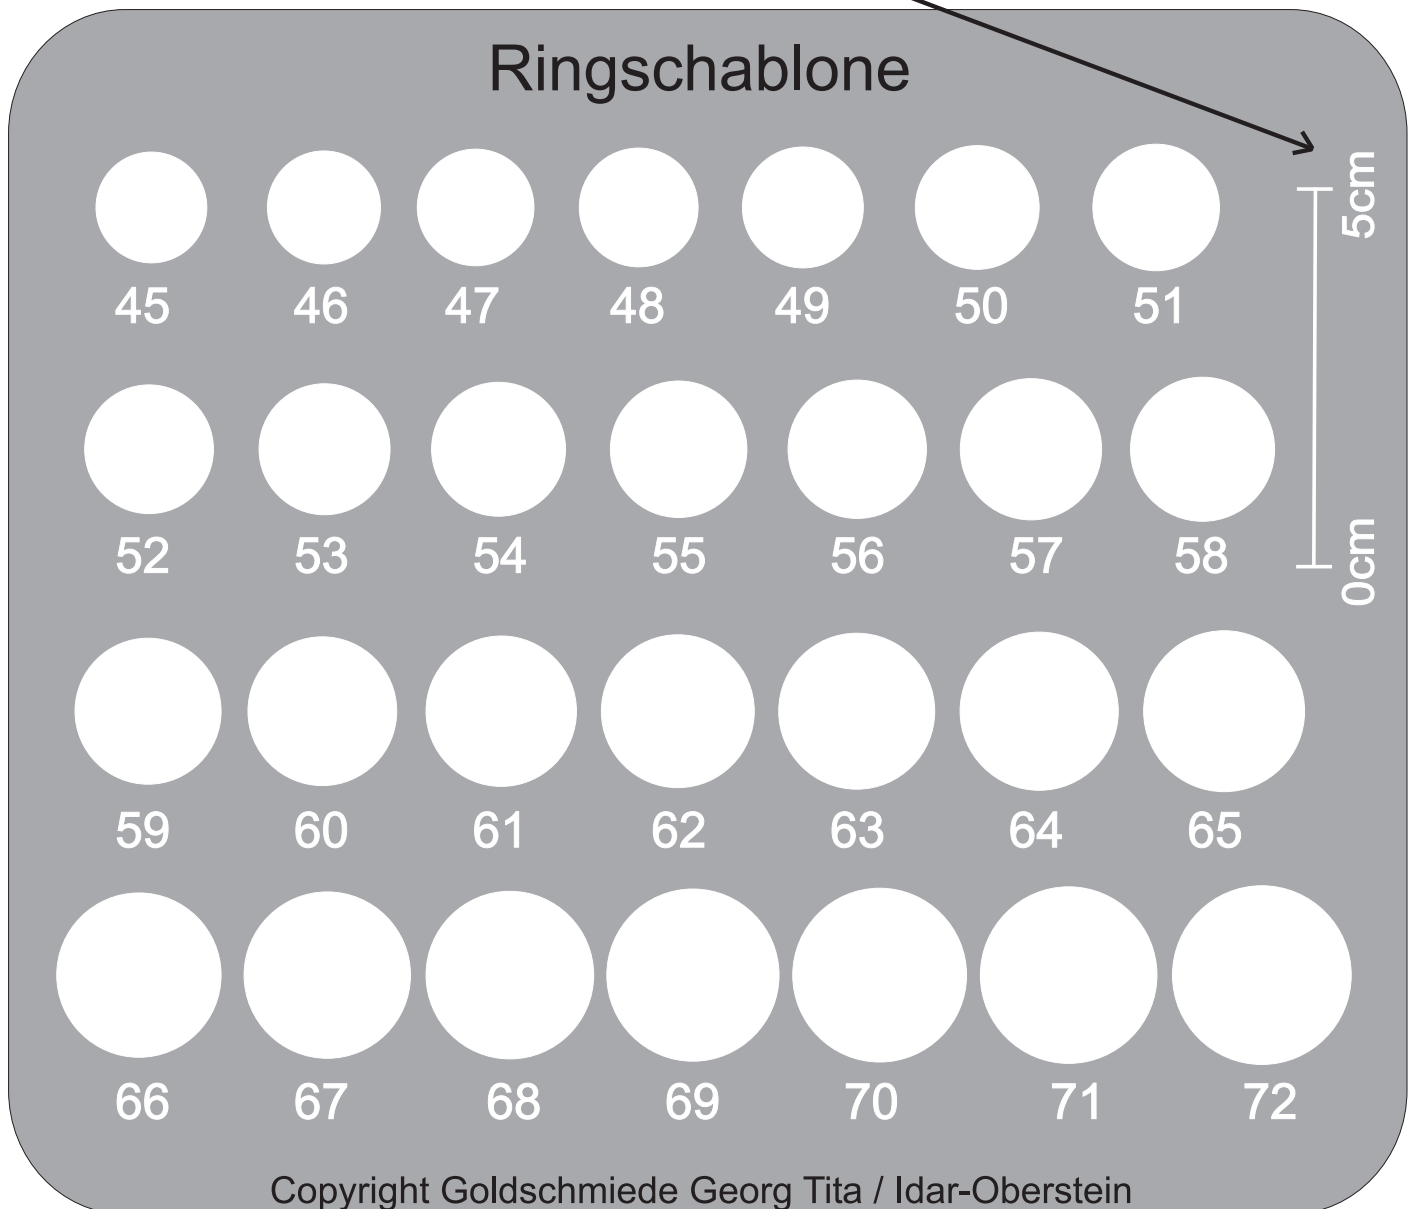 Ringschablone
5cm
45 46 47 48 49 50 51
52 53 54 55 56 57 58
0cm
59 60 61 62 63 64 65
66 67 68 69 70 71 72
Copyright Goldschmiede Georg Tita / Idar-Oberstein